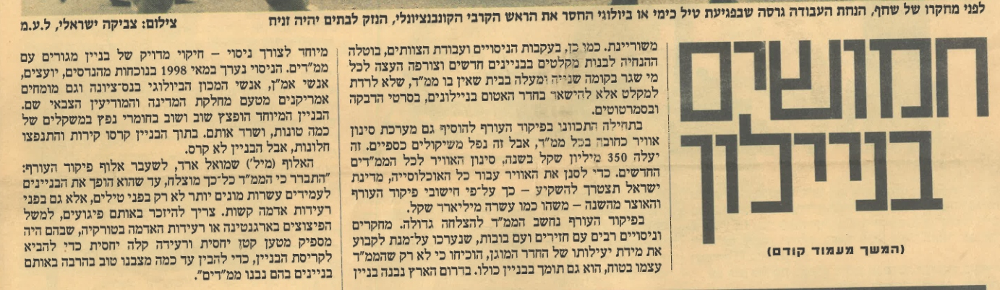 לפני מחקרו של שחף, הנחת העבודה גרסה שבפגיעת טיל כימי או ביולוגי החסר את הראש הקרבי הקונבנציונלי, הנזק לבתים יהיה זניח
צילום: צביקה ישראלי, ל.ע.מ
חמושים
בניילון
(המשך מעמוד קודם)
משוריינת. כמו כן, בעקבות הניסויים ועבודת הצוותים, בוטלה
ההנחיה לבנות מקלטים בבניינים חדשים וצורפה העצה לכל
מי שגר בקומה שנייה ומעלה בבית שאין בו ממ"ד, שלא לרדת
למקלט אלא להישאר בחדר האטום בניילונים, בסרטי הדבקה
ובסמרטוטים.
בתחילה התכוונו בפיקוד העורף להוסיף גם מערכת סינון
אוויר כחובה בכל ממ"ד, אבל זה נפל משיקולים כספיים. זה
יעלה 350 מיליון שקל בשנה, סינון האוויר לכל הממ"דים
החדשים. כדי לסנן את האוויר עבור כל האוכלוסייה, מדינת
ישראל תצטרך להשקיע – כך על־פי חישובי פיקוד העורף
והאוצר מהשנה – משהו כמו עשרה מיליארד שקל.
בפיקוד העורף נחשב הממ"ד להצלחה גדולה. מחקרים
וניסויים רבים עם חזירים ועם בובות, שנערכו על־מנת לקבוע
את מידת יעילותו של החדר המוגן, הוכיחו כי לא רק שהממ"ד
עצמו בטוח, הוא גם תומך בבניין כולו. בדרום הארץ נבנה בניין
מיוחד לצורך ניסוי – חיקוי מדויק של בניין מגורים עם
ממ"דים. הניסוי נערך במאי 1998 בנוכחות מהנדסים, יועצים,
אנשי אמ"ן, אנשי המכון הביולוגי בנס־ציונה וגם מומחים
אמריקנים מטעם מחלקת המדינה והמודיעין הצבאי שם.
הבניין המיוחד הופצץ שוב ושוב בחומרי נפץ במשקלים של
כמה טונות, ושרד אותם. בתוך הבניין קרסו קירות והתנפצו
חלונות, אבל הבניין לא קרס.
האלוף (מיל') שמואל ארד, לשעבר אלוף פיקוד העורף:
"התברר כי הממ"ד כל־כך מוצלח, עד שהוא הופך את הבניינים
לעמידים עשרות מונים יותר לא רק בפני טילים, אלא גם בפני
רעידות אדמה קשות. צריך להיזכר באותם פיגועים, למשל
הפיצוצים בארגנטינה או רעידות האדמה בטורקיה, שבהם היה
מספיק מטען קטן יחסית ורעידה קלה יחסית כדי להביא
לקריסת הבניין, כדי להבין עד כמה מצבנו טוב בהרבה באותם
בניינים בהם נבנו ממ"דים".